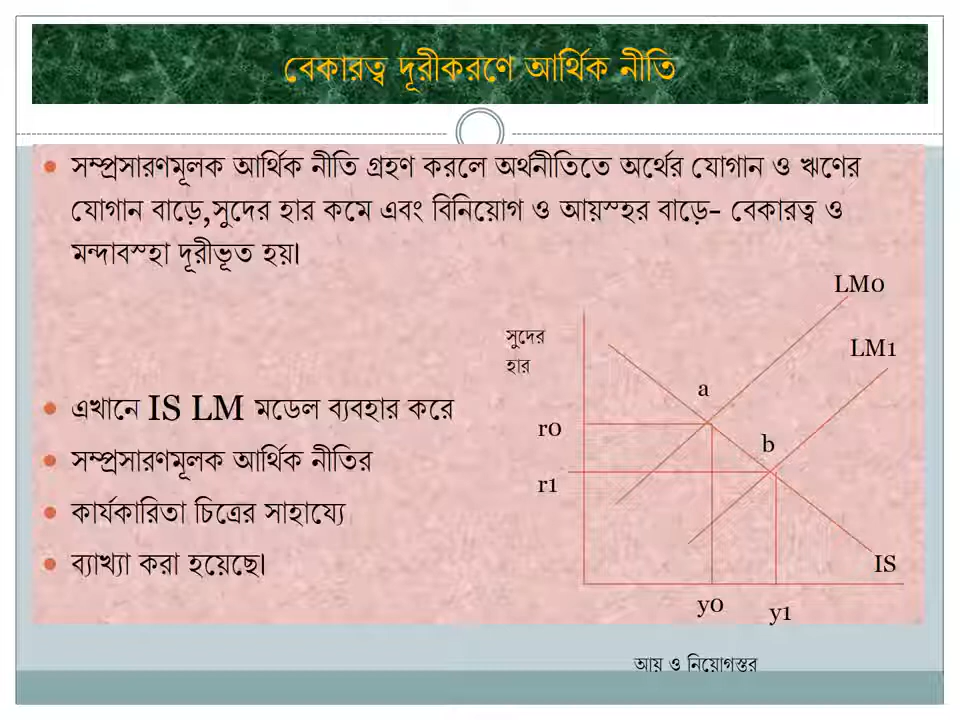 বেকারত্ব দূরীকরণে আর্থিক নীতি
সম্প্রসারণমূলক আর্থিক নীতি গ্রহণ করলে অর্থনীতিতে অর্থের যোগান ও ঋণের
যোগান বাড়ে,সুদের হার কমে এবং বিনিয়োগ ও আয়স্হর বাড়ে- বেকারত্ব ও
মন্দাবস্হা দূরীভূত হয়।
LM0
সুদের
হার
LM1
a
এখানে IS LM মডেল ব্যবহার করে
r0
b
সম্প্রসারণমূলক আর্থিক নীতির
r1
কার্যকারিতা চিত্রের সাহায্যে
ব্যাখ্যা করা হয়েছে।
IS
y0
y1
আয় ও নিয়োগস্তর